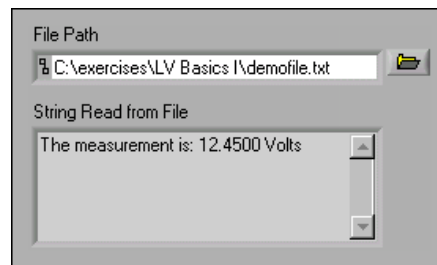 File Path
C:\exercises\LV Basics I\demofile.txt
String Read from File
The measurement is: 12.4500 Volts